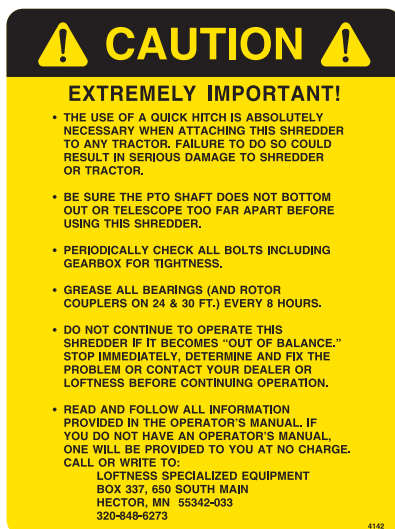 CAUTION
EXTREMELY IMPORTANT!
• THE USE OF A QUICK HITCH IS ABSOLUTELY
NECESSARY WHEN ATTACHING THIS SHREDDER
TO ANY TRACTOR. FAILURE TO DO SO COULD
RESULT IN SERIOUS DAMAGE TO SHREDDER
OR TRACTOR.
• BE SURE THE PTO SHAFT DOES NOT BOTTOM
OUT OR TELESCOPE TOO FAR APART BEFORE
USING THIS SHREDDER.
• PERIODICALLY CHECK ALL BOLTS INCLUDING
GEARBOX FOR TIGHTNESS.
• GREASE ALL BEARINGS (AND ROTOR
COUPLERS ON 24 & 30 FT.) EVERY 8 HOURS.
• DO NOT CONTINUE TO OPERATE THIS
SHREDDER IF IT BECOMES “OUT OF BALANCE.”
STOP IMMEDIATELY, DETERMINE AND FIX THE
PROBLEM OR CONTACT YOUR DEALER OR
LOFTNESS BEFORE CONTINUING OPERATION.
• READ AND FOLLOW ALL INFORMATION
PROVIDED IN THE OPERATOR'S MANUAL. IF
YOU DO NOT HAVE AN OPERATOR'S MANUAL,
ONE WILL BE PROVIDED TO YOU AT NO CHARGE.
CALL OR WRITE TO:
LOFTNESS SPECIALIZED EQUIPMENT
BOX 337, 650 SOUTH MAIN
HECTOR, MN 55342-033
320-848-6273
4142